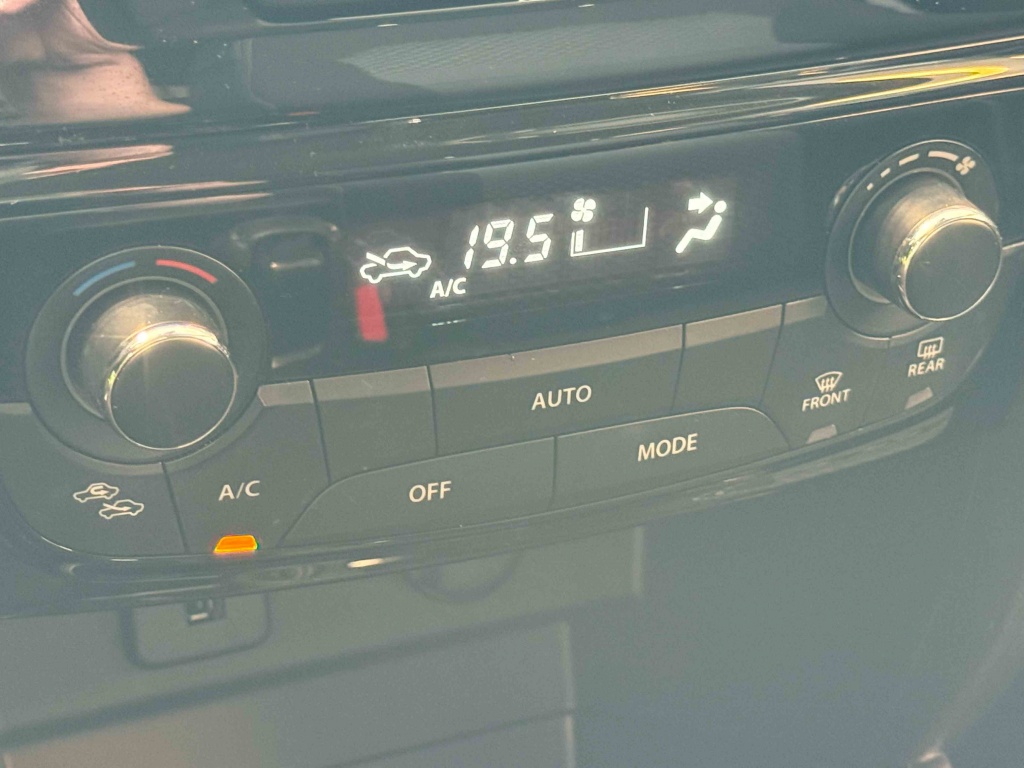 19.5
A/C
AUTO
FRONT
REAR
MODE
A/C
OFF